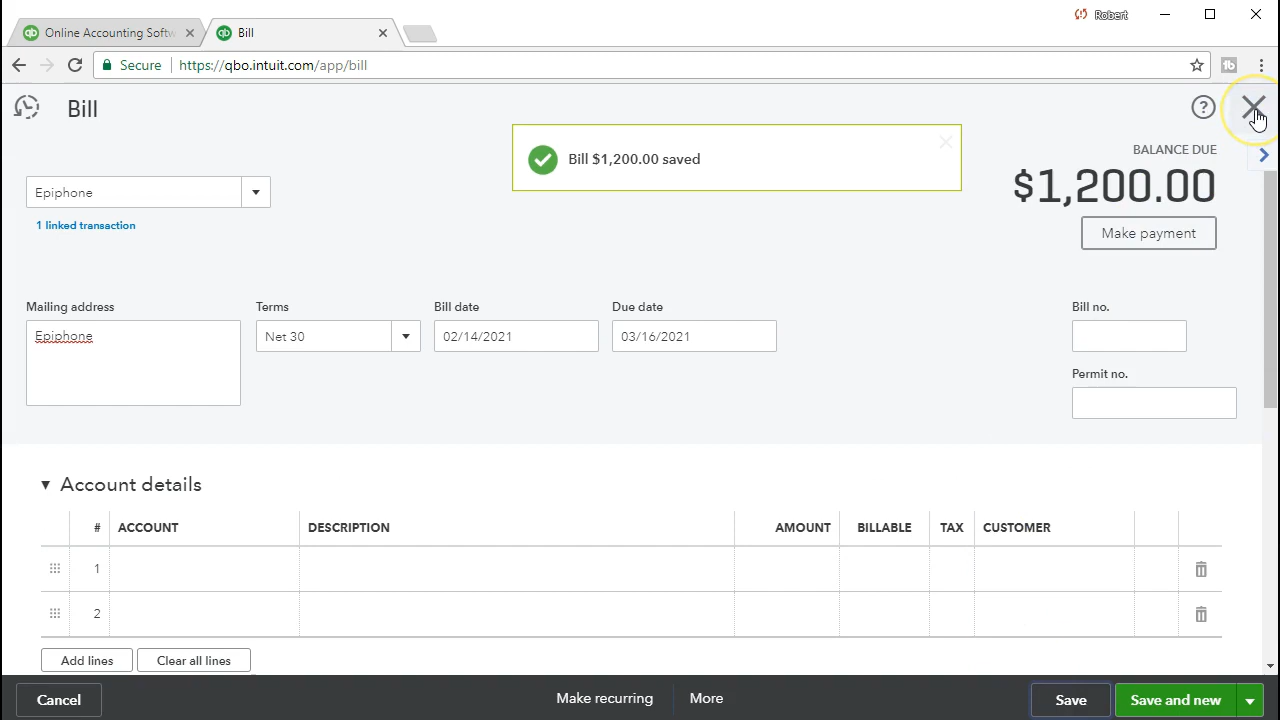 Robert
Online Accounting Softw
Bill
Secure
https://qbo.intuit.com/app/bill
Bill
Bill $1,200.00 saved
BALANCE DUE
$1,200.00
Epiphone
1 linked transaction
Make payment
Mailing address
Terms
Bill date
Due date
Bill no.
Epiphone
Net 30
02/14/2021
03/16/2021
Permit no.
Account details
# ACCOUNT DESCRIPTION AMOUNT BILLABLE TAX CUSTOMER
1
2
Add lines
Clear all lines
Cancel
Make recurring
More
Save
Save and new